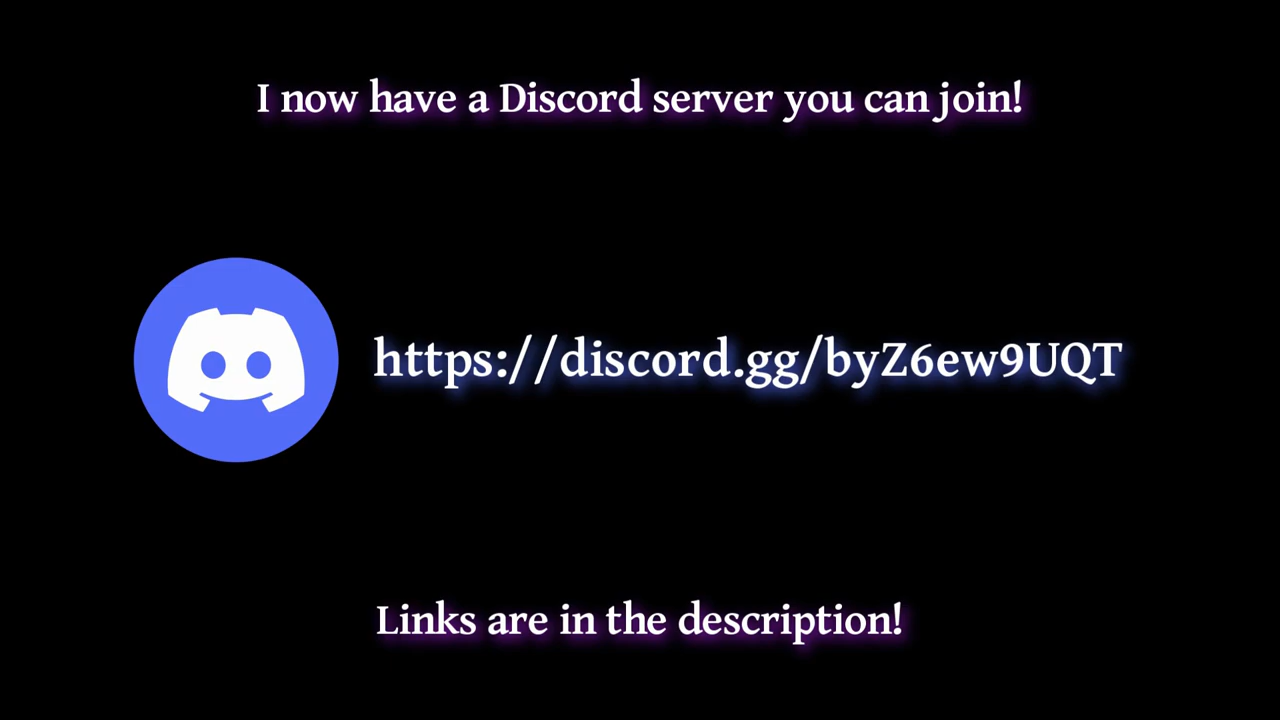 I now have a Discord server you can join!
https://discord.gg/byZ6ew9UQT
Links are in the description!